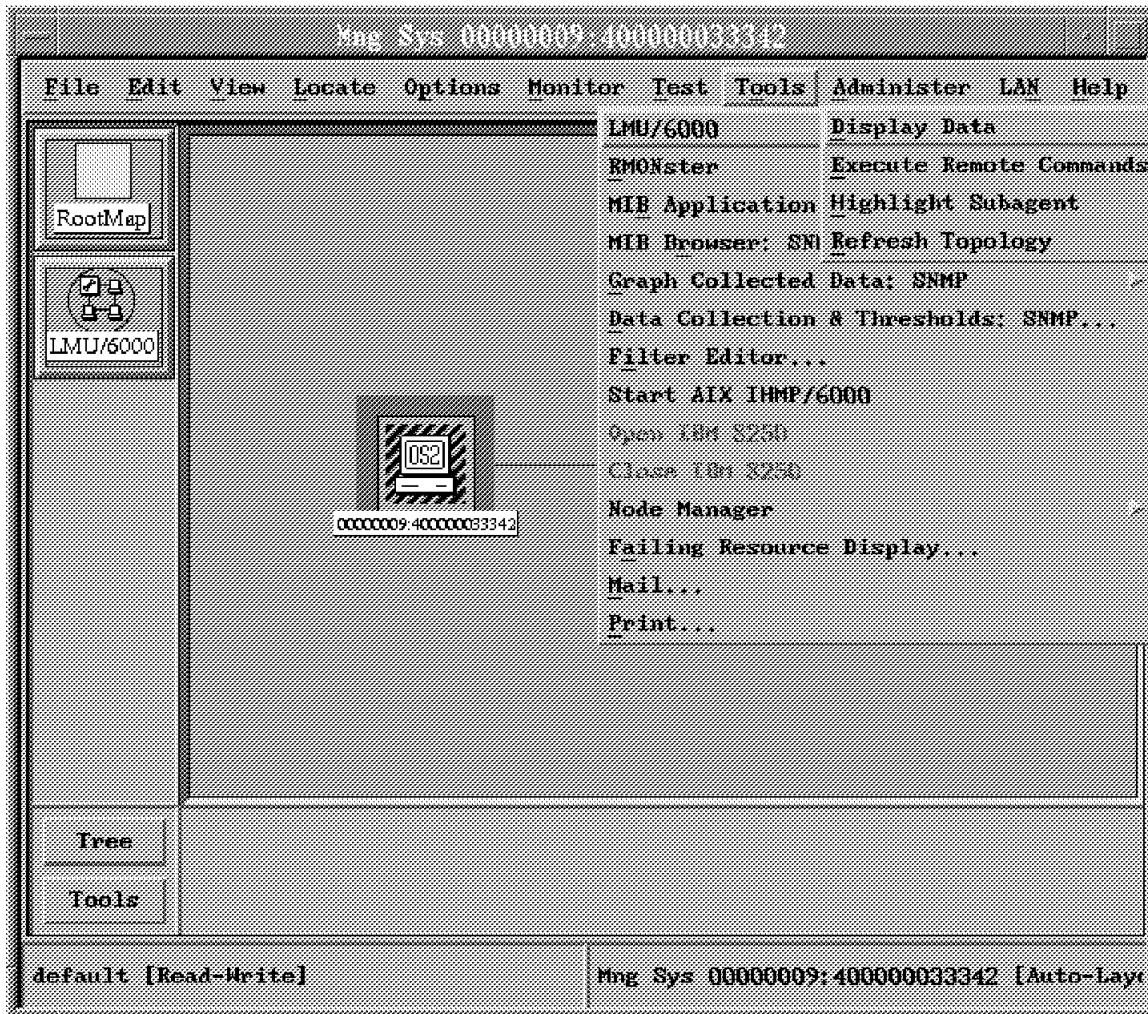 Mng Sys 00000009:400000033342
File Edit View Locate Options Monitor Test Tools Administer LAN Help
RootMap
LMU/6000
LMU/6000
RMONster
MIB Application
MIB Browser: SN
Graph Collected Data: SNMP
Data Collection & Thresholds: SNMP...
Filter Editor...
Start AIX IHMP/6000
Open IBM 8250
Close IBM 8250
Node Manager
Failing Resource Display...
Mail...
Print...
Display Data
Execute Remote Commands
Highlight Subagent
Refresh Topology
OS2
00000009:400000033342
Tree
Tools
default [Read-Write]
Mng Sys 00000009:400000033342 [Auto-Layo